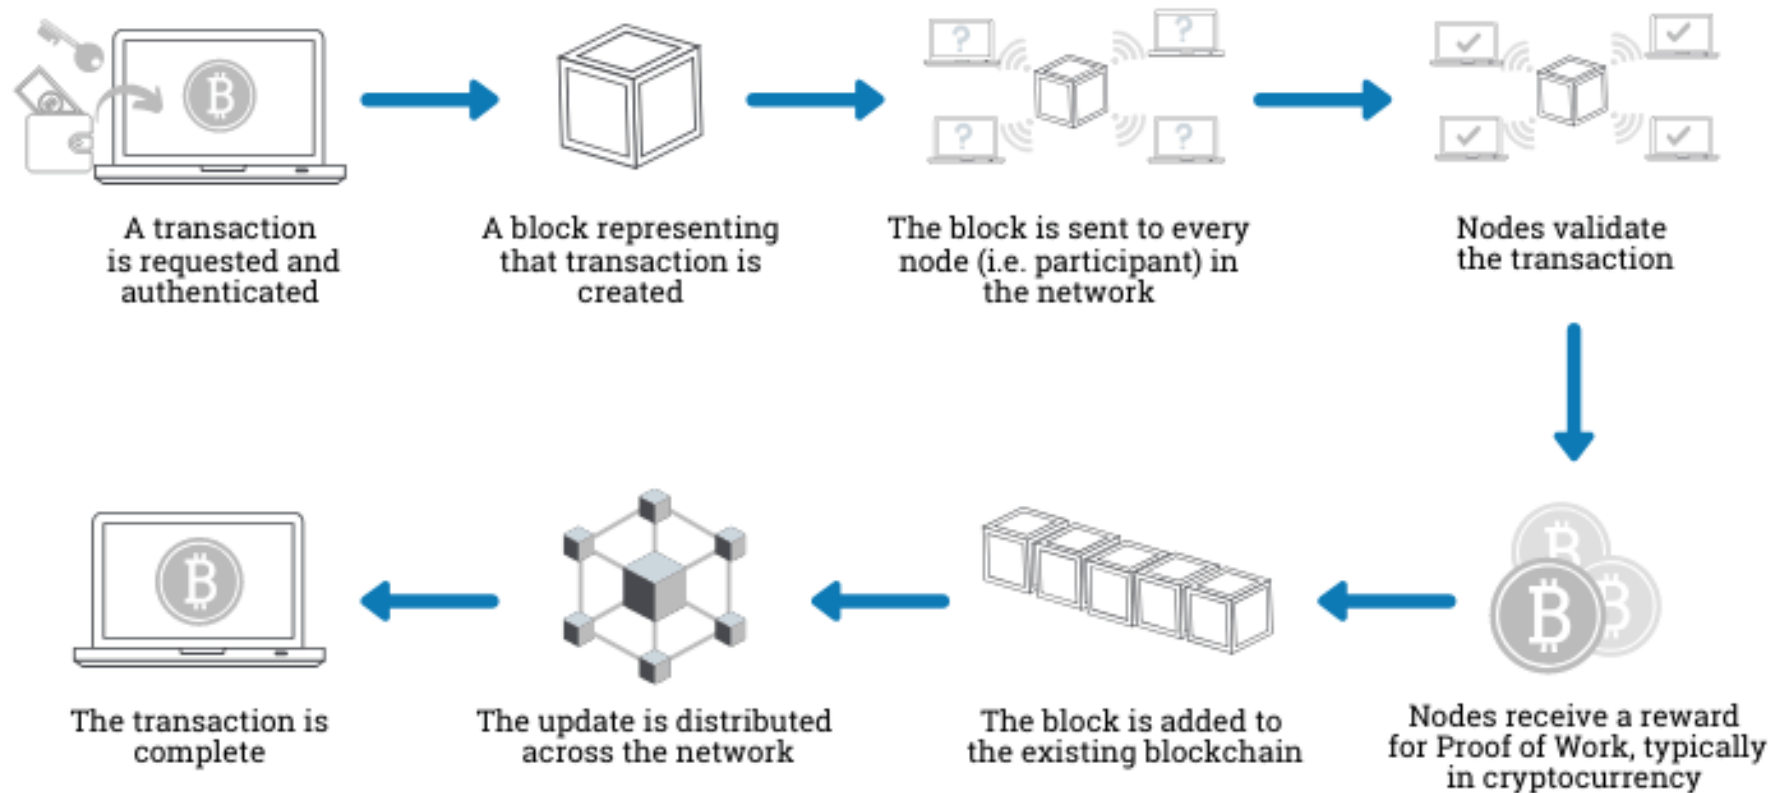 A transaction
is requested and
authenticated
A block representing
that transaction is
created
The block is sent to every
node (i.e. participant) in
the network
Nodes validate
the transaction
The transaction is
complete
The update is distributed
across the network
The block is added to
the existing blockchain
Nodes receive a reward
for Proof of Work, typically
in cryptocurrency